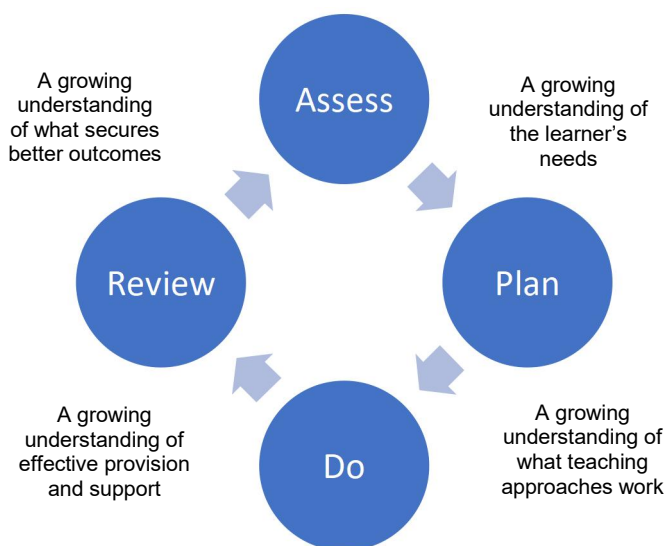 Assess
A growing
understanding
of what secures
better outcomes
A growing
understanding of
the learner's
needs
Review
Plan
A growing
understanding of
effective provision
and support
Do
A growing
understanding of
what teaching
approaches work